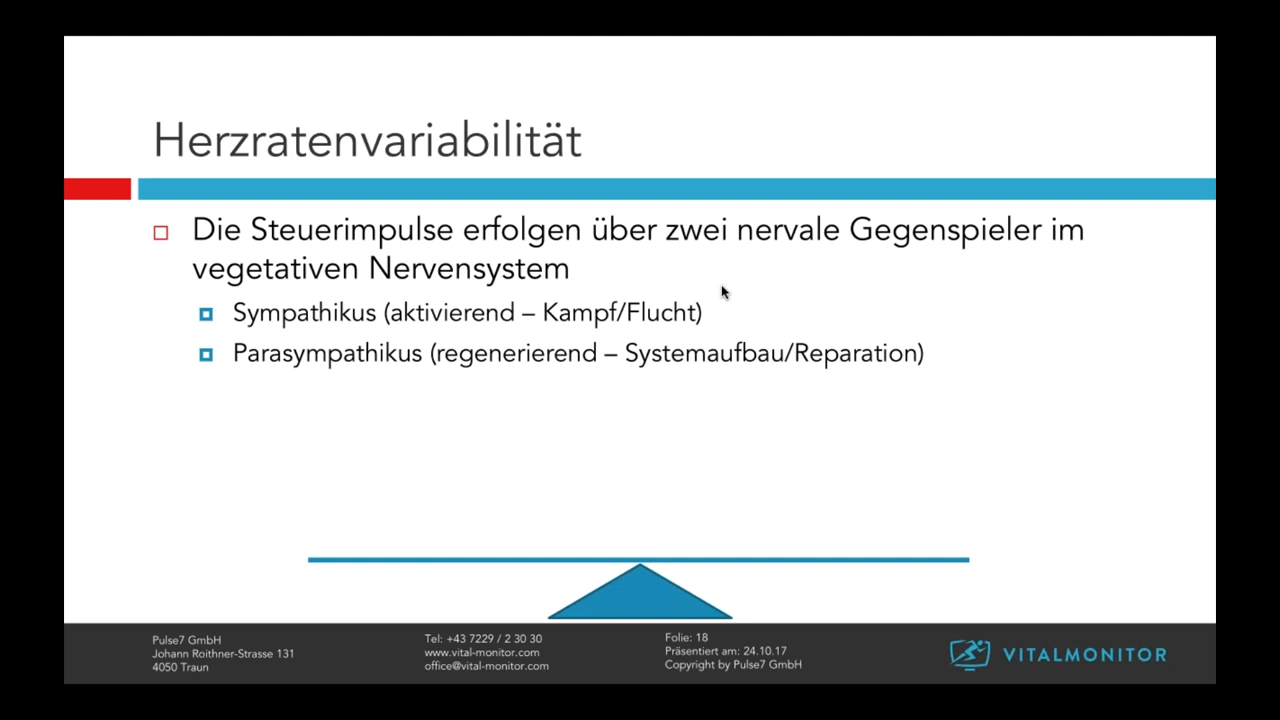 Herzratenvariabilität
Die Steuerimpulse erfolgen über zwei nervale Gegenspieler im
vegetativen Nervensystem
Sympathikus (aktivierend – Kampf/Flucht)
Parasympathikus (regenerierend – Systemaufbau/Reparation)
Pulse7 GmbH
Johann Roithner-Strasse 131
4050 Traun
Tel: +43 7229 / 2 30 30
www.vital-monitor.com
office@vital-monitor.com
Folie: 18
Präsentiert am: 24.10.17
Copyright by Pulse7 GmbH
VITALMONITOR